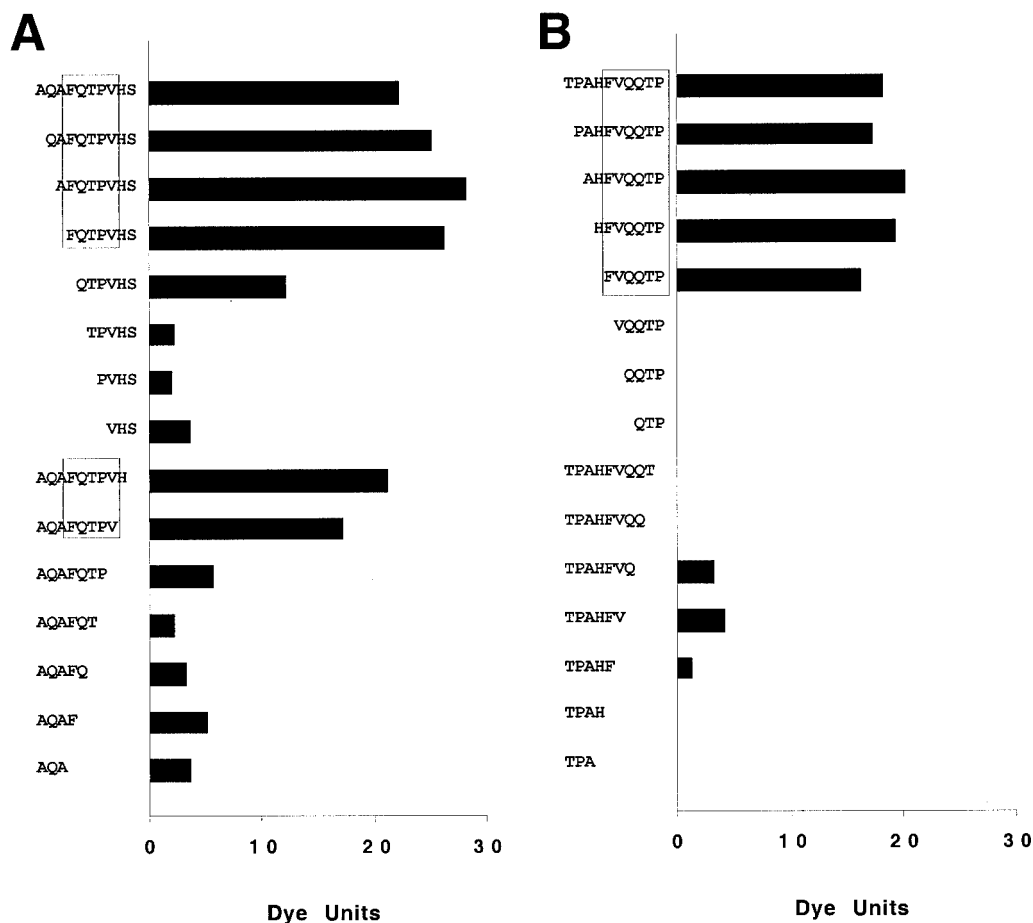 A
AQAFQTPVHS
QAFQTPVHS
AFQTPVHS
FQTPVHS
QTPVHS
TPVHS
PVHS
VHS
AQAFQTPVH
AQAFQTPV
AQAFQTP
AQAFQT
AQAFQ
AQAF
AQA
0 10 20 30
Dye Units
B
TPAHFVQQTP
PAHFVQQTP
AHFVQQTP
HFVQQTP
FVQQTP
VQQTP
QQTP
QTP
TPAHFVQQT
TPAHFVQQ
TPAHFVQ
TPAHFV
TPAHF
TPAH
TPA
0 10 20 30
Dye Units